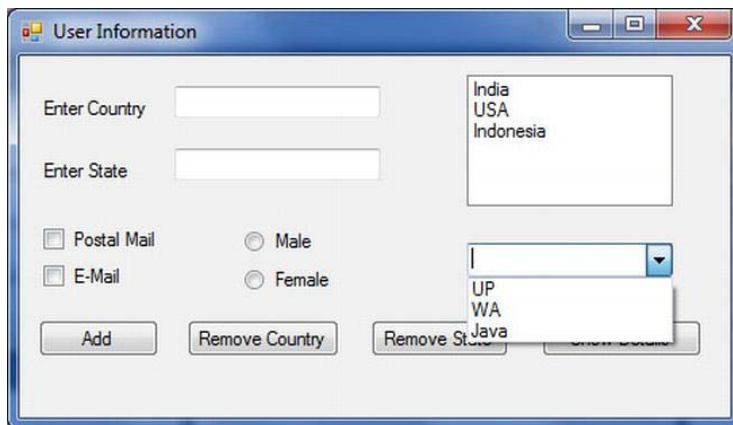 User Information
Enter Country
India
USA
Indonesia
Enter State
Postal Mail
Male
E-Mail
Female
UP
WA
Java
Add
Remove Country
Remove